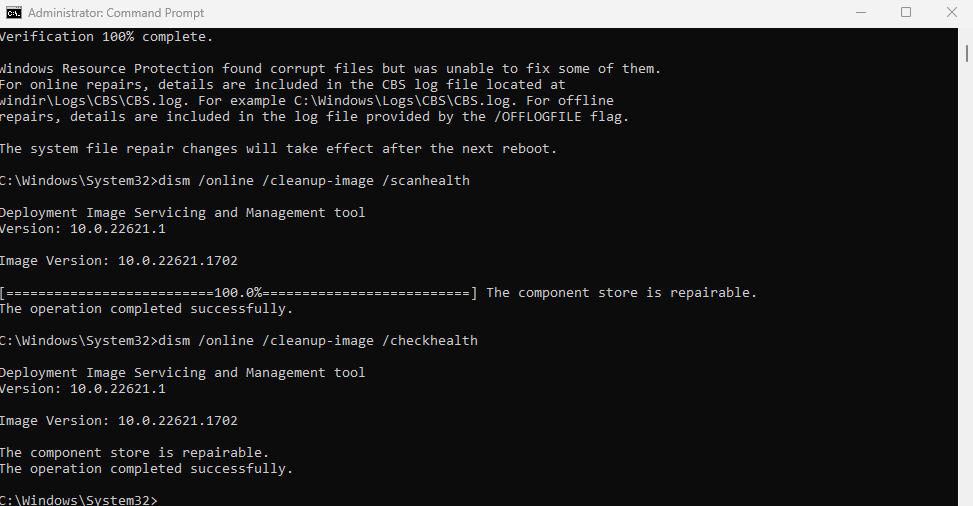 Administrator: Command Prompt
Verification 100% complete.
Windows Resource Protection found corrupt files but was unable to fix some of them.
For online repairs, details are included in the CBS log file located at
windir\Logs\CBS\CBS.log. For example C:\Windows\Logs\CBS\CBS.log. For offline
repairs, details are included in the log file provided by the /OFFLOGFILE flag.
The system file repair changes will take effect after the next reboot.
C:\Windows\System32>dism /online /cleanup-image /scanhealth
Deployment Image Servicing and Management tool
Version: 10.0.22621.1
Image Version: 10.0.22621.1702
[==========================100.0%==========================] The component store is repairable.
The operation completed successfully.
C:\Windows\System32>dism /online /cleanup-image /checkhealth
Deployment Image Servicing and Management tool
Version: 10.0.22621.1
Image Version: 10.0.22621.1702
The component store is repairable.
The operation completed successfully.
C:\Windows\System32>